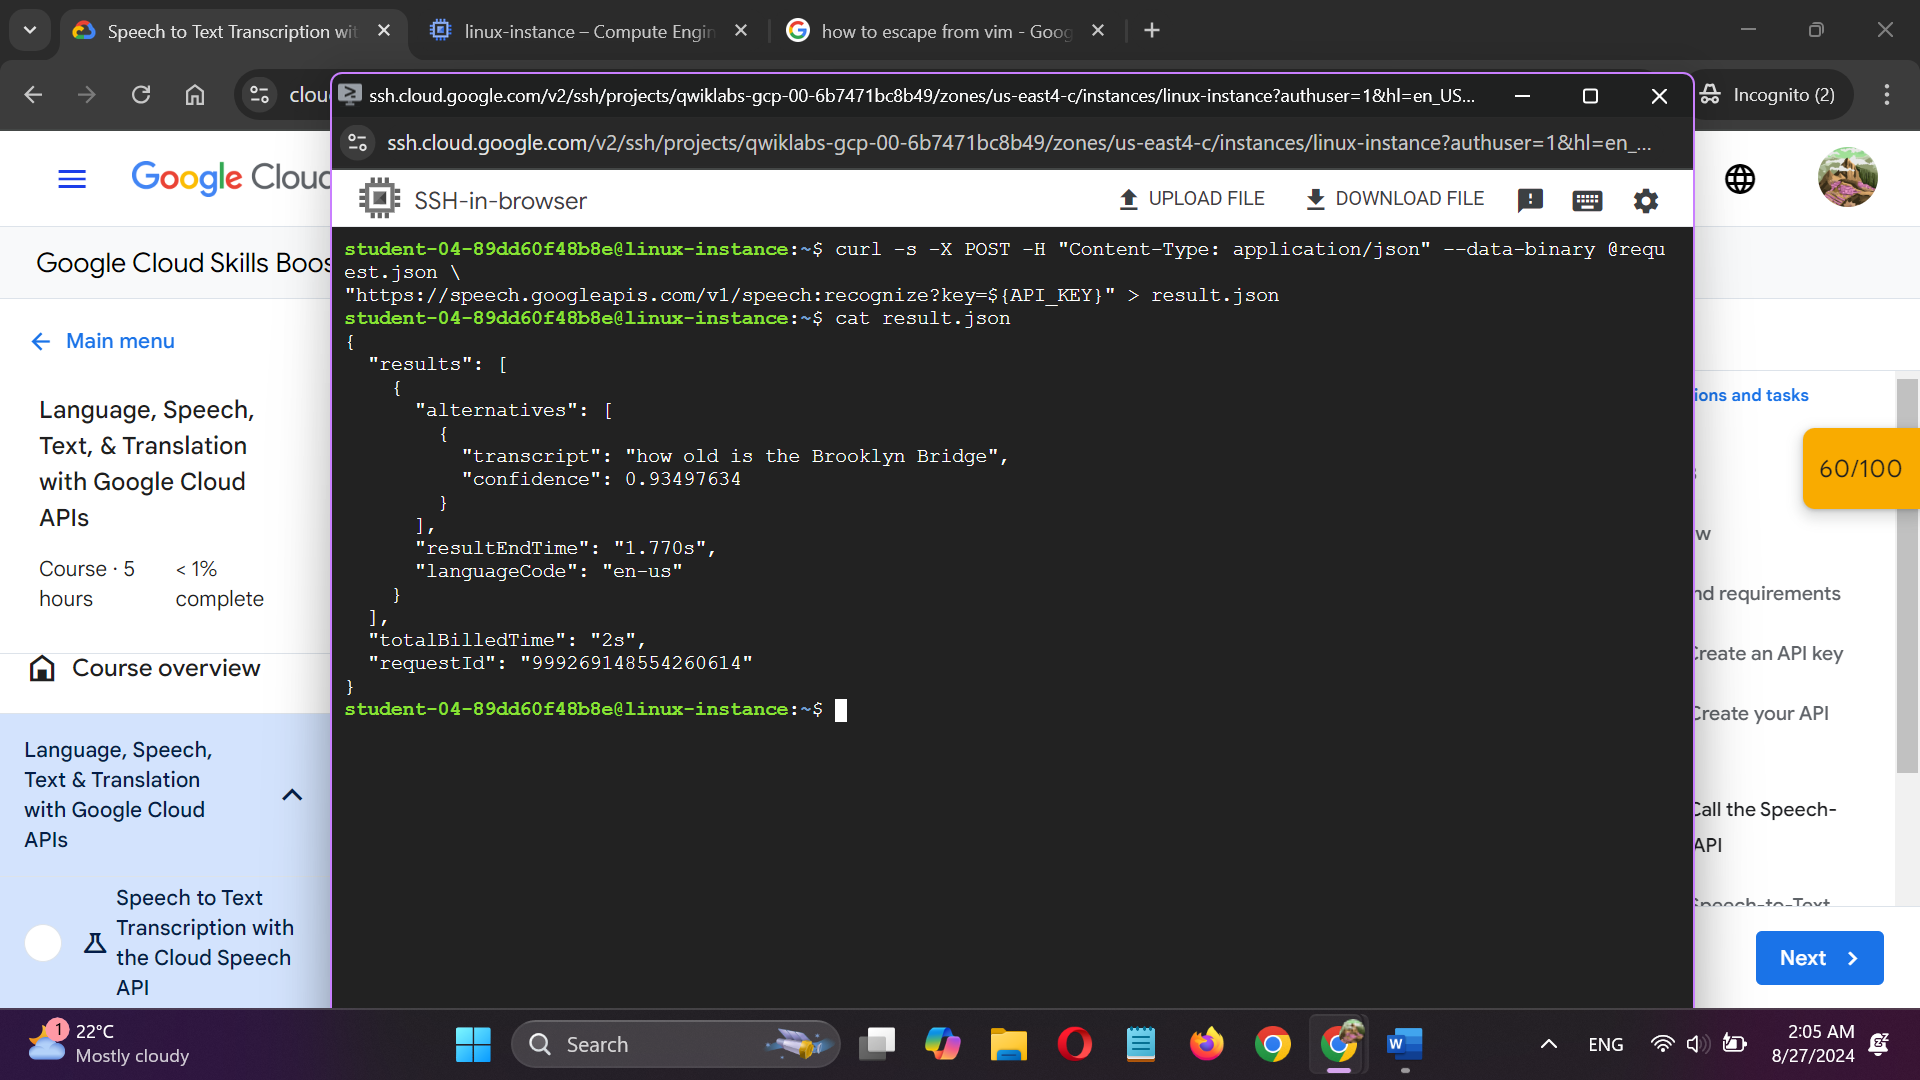 Speech to Text Transcription wit
linux-instance – Compute Engin
how to escape from vim - Goog
clou
Incognito (2)
ssh.cloud.google.com/v2/ssh/projects/qwiklabs-gcp-00-6b7471bc8b49/zones/us-east4-c/instances/linux-instance?authuser=1&hl=en_US...
ssh.cloud.google.com/v2/ssh/projects/qwiklabs-gcp-00-6b7471bc8b49/zones/us-east4-c/instances/linux-instance?authuser=1&hl=en_...
Google Cloud
SSH-in-browser
UPLOAD FILE
DOWNLOAD FILE
Google Cloud Skills Boos
Main menu
Language, Speech,
Text, & Translation
with Google Cloud
APIs
Course · 5
hours
< 1%
complete
Course overview
Language, Speech,
Text & Translation
with Google Cloud
APIs
Speech to Text
Transcription with
the Cloud Speech
API
student-04-89dd60f48b8e@linux-instance:~$ curl -s -X POST -H "Content-Type: application/json" --data-binary @requ
est.json \
"https://speech.googleapis.com/v1/speech:recognize?key=${API_KEY}" > result.json
student-04-89dd60f48b8e@linux-instance:~$ cat result.json
{
"results": [
{
"alternatives": [
{
"transcript": "how old is the Brooklyn Bridge",
"confidence": 0.93497634
}
],
"resultEndTime": "1.770s",
"languageCode": "en-us"
}
],
"totalBilledTime": "2s",
"requestId": "999269148554260614"
}
student-04-89dd60f48b8e@linux-instance:~$
ions and tasks
60/100
w
nd requirements
Create an API key
Create your API
Call the Speech-
API
Speech-to-Text
Next
1
22°C
Mostly cloudy
Search
ENG
2:05 AM
8/27/2024